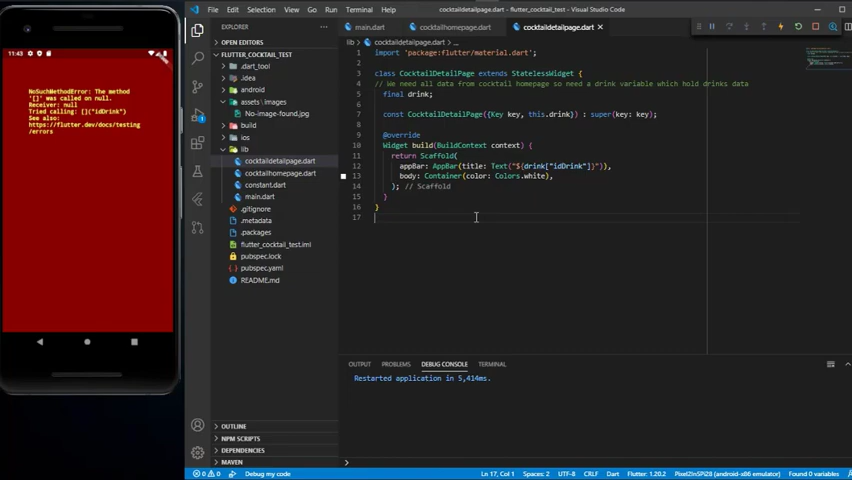 File Edit Selection View Go Run Terminal Help
cocktaildetailpage.dart - flutter_cocktail_test - Visual Studio Code
11:43
NoSuchMethodError: The method
'[]' was called on null.
Receiver: null
Tried calling: []("idDrink")
See also:
https://flutter.dev/docs/testing
/errors
EXPLORER
OPEN EDITORS
FLUTTER_COCKTAIL_TEST
.dart_tool
.idea
android
assets\images
No-image-found.jpg
build
ios
lib
cocktaildetailpage.dart
cocktailhomepage.dart
constant.dart
main.dart
.gitignore
.metadata
.packages
flutter_cocktail_test.iml
pubspec.lock
pubspec.yaml
README.md
OUTLINE
NPM SCRIPTS
DEPENDENCIES
MAVEN
main.dart
cocktailhomepage.dart
cocktaildetailpage.dart
lib > cocktaildetailpage.dart > ...
1 import 'package:flutter/material.dart';
2
3 class CocktailDetailPage extends StatelessWidget {
4 // We need all data from cocktail homepage so need a drink variable which hold drinks data
5 final drink;
6
7 const CocktailDetailPage({Key key, this.drink}) : super(key: key);
8
9 @override
10 Widget build(BuildContext context) {
11 return Scaffold(
12 appBar: AppBar(title: Text("${drink["idDrink"]}")),
13 body: Container(color: Colors.white),
14 ); // Scaffold
15 }
16 }
17
OUTPUT PROBLEMS DEBUG CONSOLE TERMINAL
Restarted application in 5,414ms.
0 0 Debug my code
Ln 17, Col 1 Spaces: 2 UTF-8 CRLF Dart Flutter: 1.20.2 Pixel2InSPi28 (android-x86 emulator) Found 0 variables